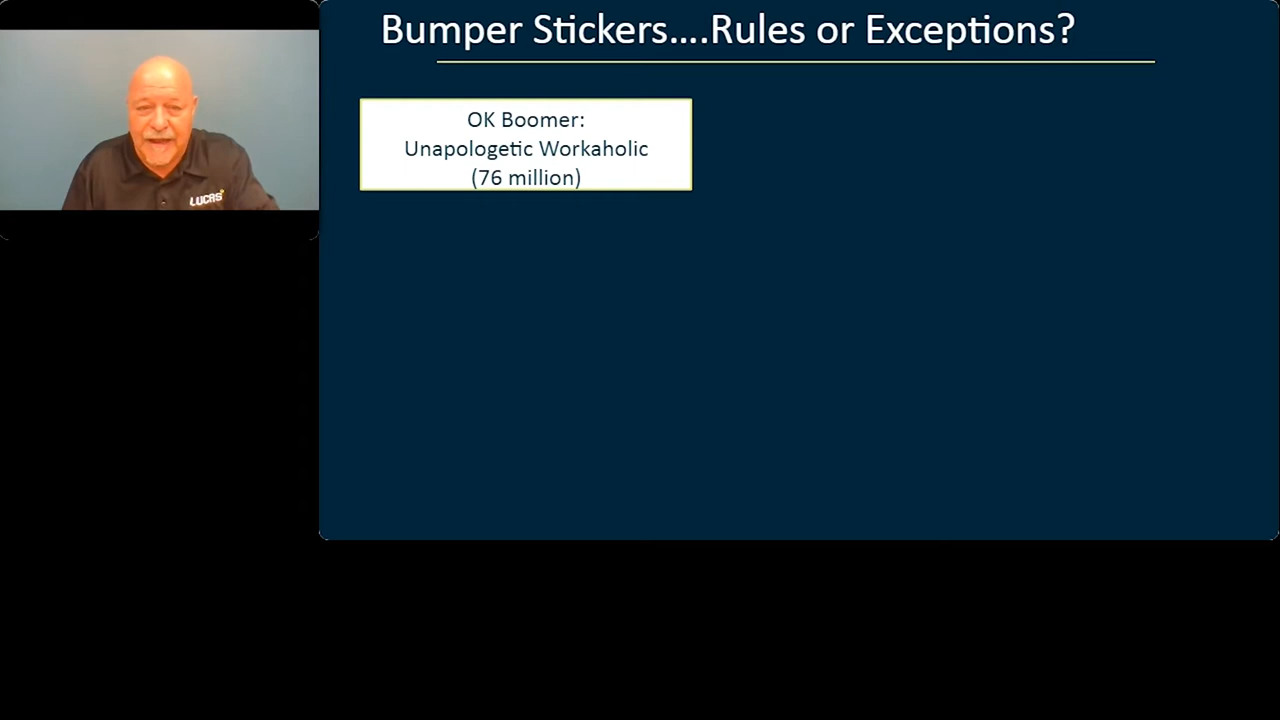 Bumper Stickers....Rules or Exceptions?
OK Boomer:
Unapologetic Workaholic
(76 million)
LUCAS